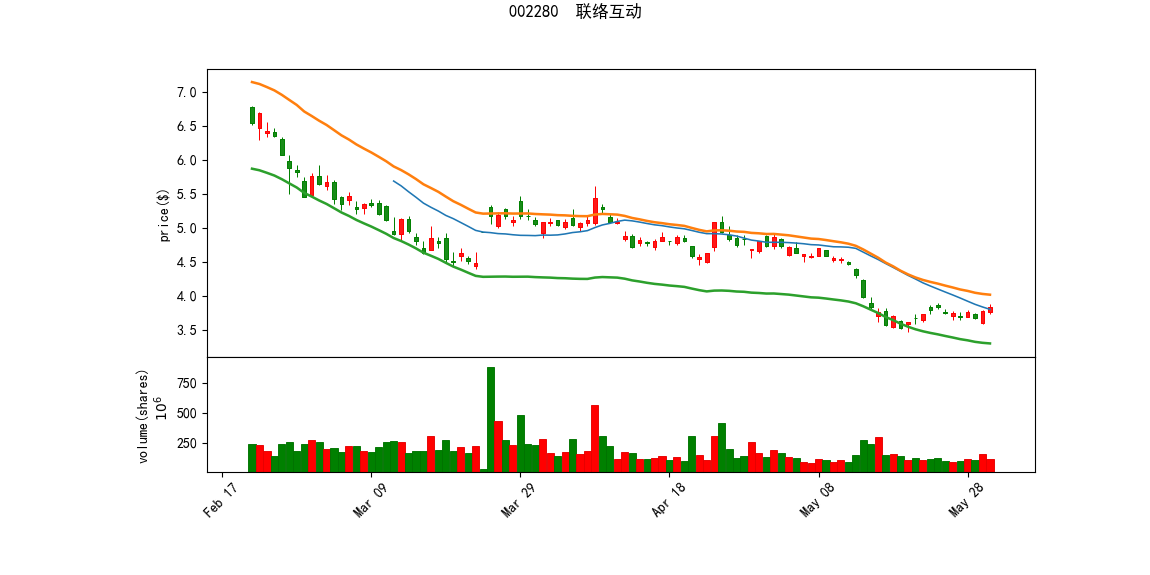 002280 联络互动
price($)
7.0
6.5
6.0
5.5
5.0
4.5
4.0
3.5
volume(shares)
10^6
750
500
250
Feb 17
Mar 09
Mar 29
Apr 18
May 08
May 28